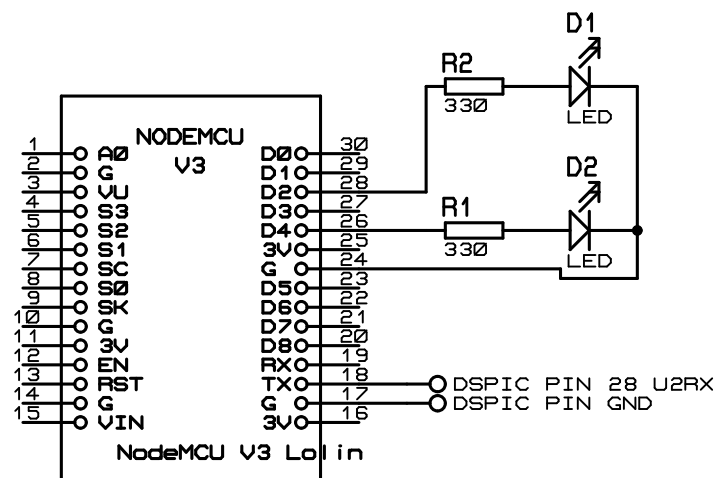 D1
R2
330
LED
NODEMCU
V3
1 A0 D0 30
2 G D1 29
3 VU D2 28
4 S3 D3 27
5 S2 D4 26
6 S1 3V 25
7 SC G 24
8 S0 D5 23
9 SK D6 22
10 G D7 21
11 3V D8 20
12 EN RX 19
13 RST TX 18
14 G G 17
15 VIN 3V 16
D2
R1
330
LED
DSPIC PIN 28 U2RX
DSPIC PIN GND
NodeMCU V3 Lolin